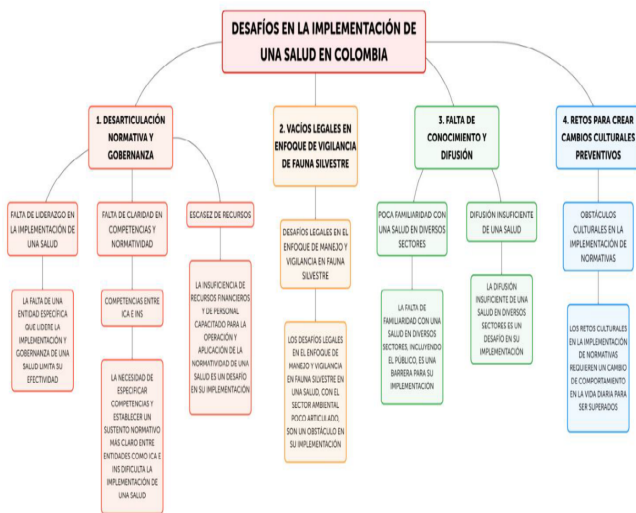 DESAFÍOS EN LA IMPLEMENTACIÓN DE
UNA SALUD EN COLOMBIA
1. DESARTICULACIÓN
NORMATIVA Y
GOBERNANZA
2. VACÍOS LEGALES EN
ENFOQUE DE VIGILANCIA
DE FAUNA SILVESTRE
3. FALTA DE
CONOCIMIENTO Y
DIFUSIÓN
4. RETOS PARA CREAR
CAMBIOS CULTURALES
PREVENTIVOS
FALTA DE LIDERAZGO EN
LA IMPLEMENTACIÓN DE
UNA SALUD
FALTA DE CLARIDAD EN
COMPETENCIAS Y
NORMATIVIDAD
ESCASEZ DE RECURSOS
DESAFÍOS LEGALES EN EL
ENFOQUE DE MANEJO Y
VIGILANCIA EN FAUNA
SILVESTRE
POCA FAMILIARIDAD CON
UNA SALUD EN DIVERSOS
SECTORES
DIFUSIÓN INSUFICIENTE
DE UNA SALUD
OBSTÁCULOS
CULTURALES EN LA
IMPLEMENTACIÓN DE
NORMATIVAS
LA FALTA DE UNA
ENTIDAD ESPECÍFICA
QUE LIDERE LA
IMPLEMENTACIÓN Y
GOBERNANZA DE UNA
SALUD LIMITA SU
EFECTIVIDAD
COMPETENCIAS ENTRE
ICA E INS
LA NECESIDAD DE
ESPECIFICAR
COMPETENCIAS Y
ESTABLECER UN
SUSTENTO NORMATIVO
MAS CLARO ENTRE
ENTIDADES COMO ICA E
INS DIFICULTA LA
IMPLEMENTACIÓN DE
UNA SALUD
LA INSUFICIENCIA DE
RECURSOS FINANCIEROS
Y DE PERSONAL
CAPACITADO PARA LA
OPERACIÓN Y
APLICACIÓN DE LA
NORMATIVIDAD DE UNA
SALUD ES UN DESAFÍO
EN SU IMPLEMENTACIÓN
LOS DESAFÍOS LEGALES
EN EL ENFOQUE DE
MANEJO Y VIGILANCIA
EN FAUNA SILVESTRE EN
UNA SALUD, CON EL
SECTOR AMBIENTAL
POCO ARTICULADO,
SON UN OBSTÁCULO EN
SU IMPLEMENTACIÓN
LA FALTA DE
FAMILIARIDAD CON UNA
SALUD EN DIVERSOS
SECTORES, INCLUYENDO
EL PÚBLICO, ES UNA
BARRERA PARA SU
IMPLEMENTACIÓN
LA DIFUSIÓN
INSUFICIENTE DE UNA
SALUD EN DIVERSOS
SECTORES ES UN
DESAFÍO EN SU
IMPLEMENTACIÓN
LOS RETOS CULTURALES
EN LA IMPLEMENTACIÓN
DE NORMATIVAS
REQUIEREN UN CAMBIO
DE COMPORTAMIENTO
EN LA VIDA DIARIA PARA
SER SUPERADOS